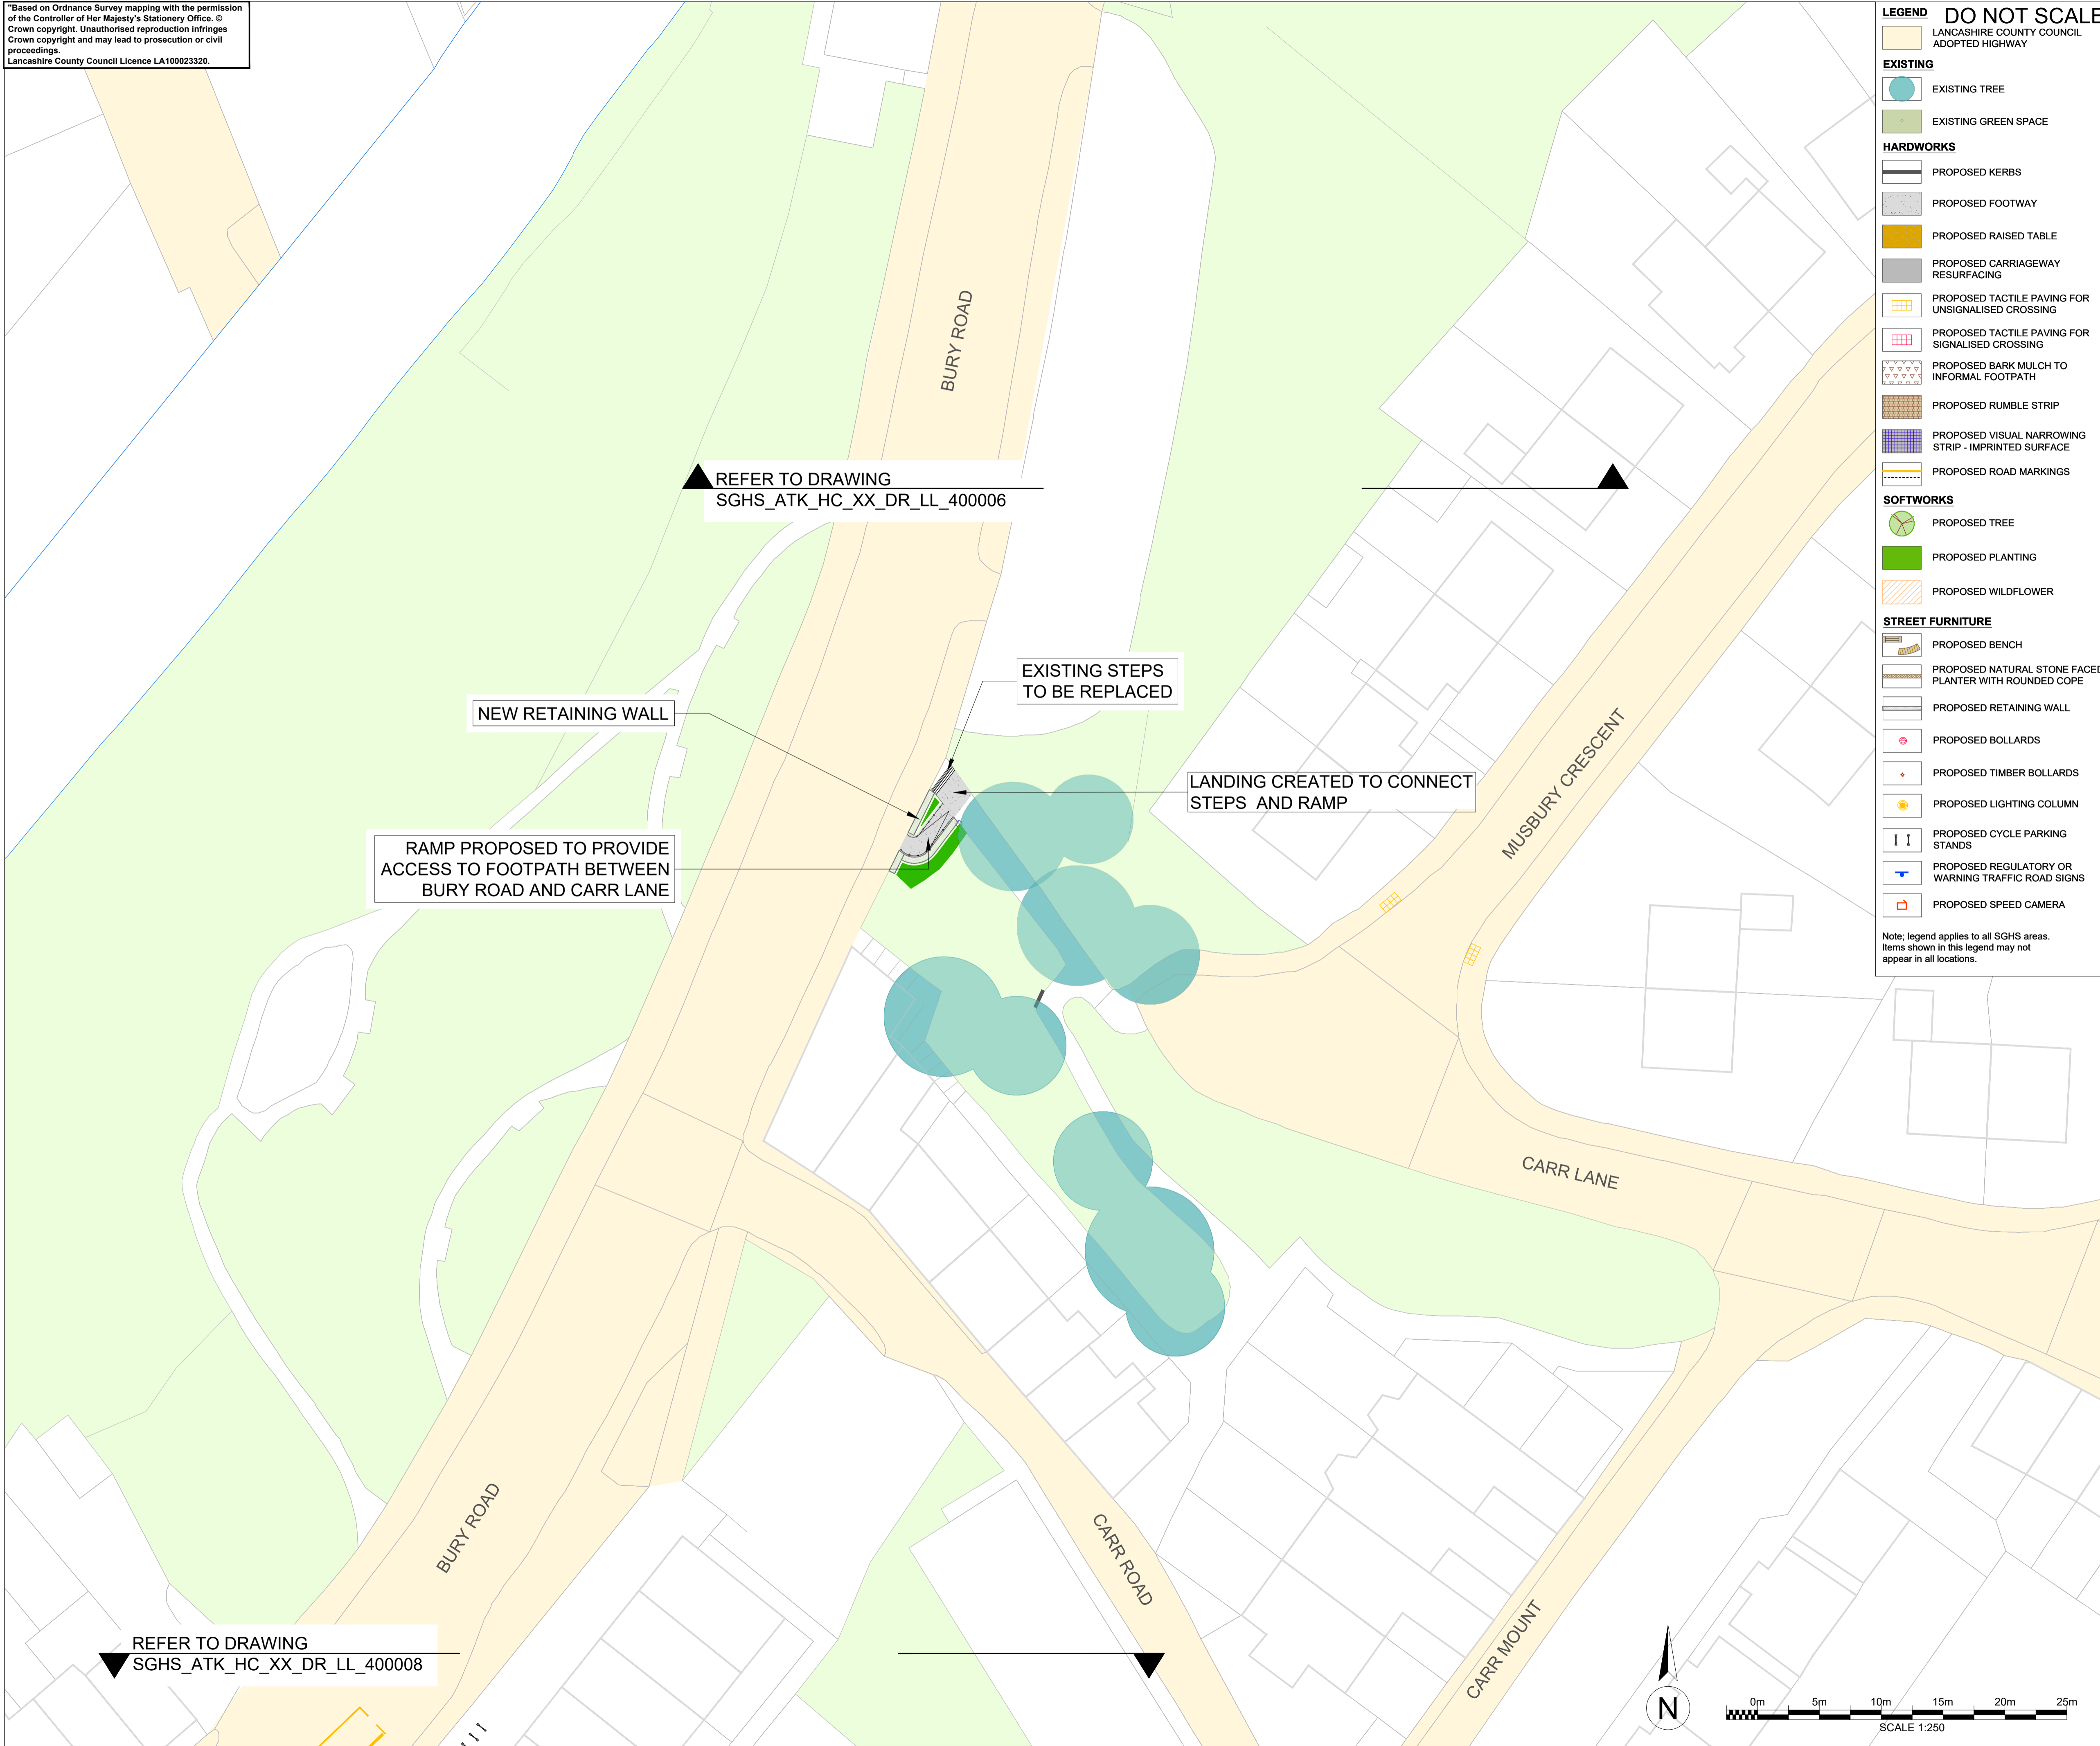 "Based on Ordnance Survey mapping with the permission
of the Controller of Her Majesty's Stationery Office. ©
Crown copyright. Unauthorised reproduction infringes
Crown copyright and may lead to prosecution or civil
proceedings.
Lancashire County Council Licence LA100023320.
BURY ROAD
REFER TO DRAWING
SGHS_ATK_HC_XX_DR_LL_400006
EXISTING STEPS
TO BE REPLACED
NEW RETAINING WALL
LANDING CREATED TO CONNECT
STEPS AND RAMP
RAMP PROPOSED TO PROVIDE
ACCESS TO FOOTPATH BETWEEN
BURY ROAD AND CARR LANE
MUSBURY CRESCENT
CARR LANE
BURY ROAD
CARR ROAD
CARR MOUNT
REFER TO DRAWING
SGHS_ATK_HC_XX_DR_LL_400008
LEGEND
DO NOT SCALE
LANCASHIRE COUNTY COUNCIL
ADOPTED HIGHWAY
EXISTING
EXISTING TREE
EXISTING GREEN SPACE
HARDWORKS
PROPOSED KERBS
PROPOSED FOOTWAY
PROPOSED RAISED TABLE
PROPOSED CARRIAGEWAY
RESURFACING
PROPOSED TACTILE PAVING FOR
UNSIGNALISED CROSSING
PROPOSED TACTILE PAVING FOR
SIGNALISED CROSSING
PROPOSED BARK MULCH TO
INFORMAL FOOTPATH
PROPOSED RUMBLE STRIP
PROPOSED VISUAL NARROWING
STRIP - IMPRINTED SURFACE
PROPOSED ROAD MARKINGS
SOFTWORKS
PROPOSED TREE
PROPOSED PLANTING
PROPOSED WILDFLOWER
STREET FURNITURE
PROPOSED BENCH
PROPOSED NATURAL STONE FACED
PLANTER WITH ROUNDED COPE
PROPOSED RETAINING WALL
PROPOSED BOLLARDS
PROPOSED TIMBER BOLLARDS
PROPOSED LIGHTING COLUMN
PROPOSED CYCLE PARKING
STANDS
PROPOSED REGULATORY OR
WARNING TRAFFIC ROAD SIGNS
PROPOSED SPEED CAMERA
Note; legend applies to all SGHS areas.
Items shown in this legend may not
appear in all locations.
N
0m 5m 10m 15m 20m 25m
SCALE 1:250